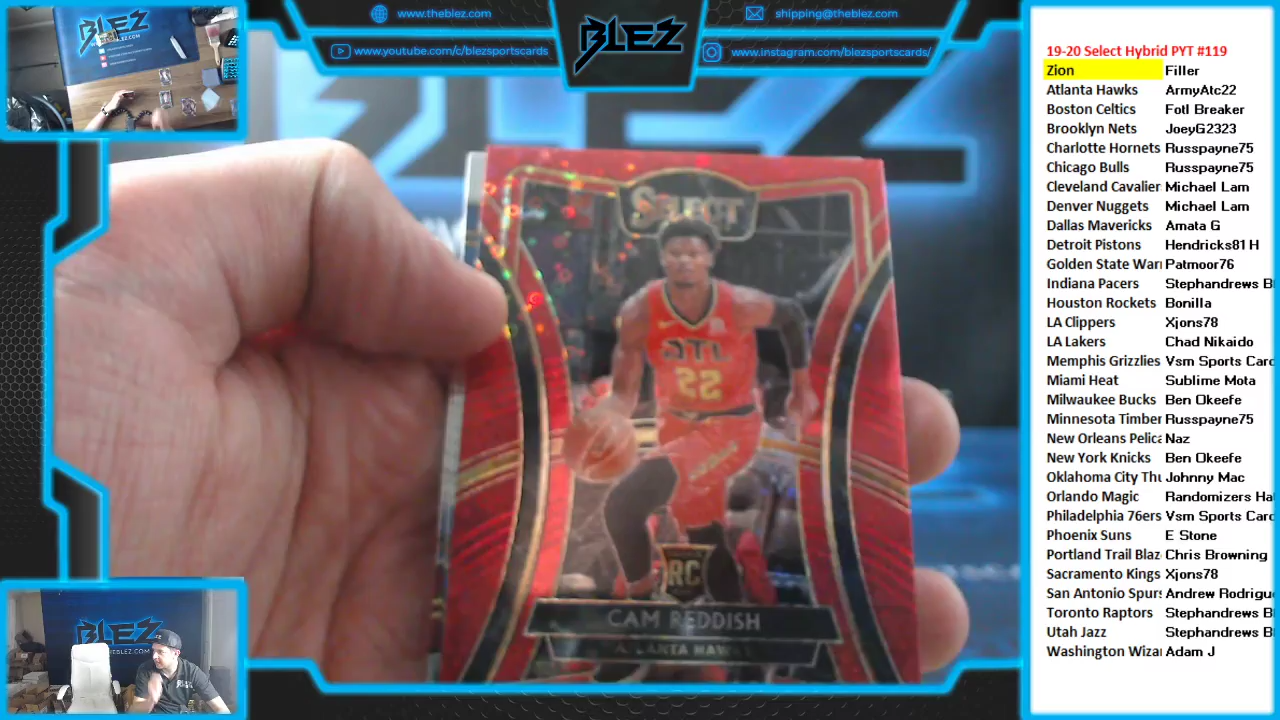 www.theblez.com
www.youtube.com/c/blezsportscards
BLEZ
shipping@theblez.com
www.instagram.com/blezsportscards/
BLEZ
SELECT
ATL
22
RC
CAM REDDISH
ATLANTA HAWKS
BLEZ
19-20 Select Hybrid PYT #119
Zion Filler
Atlanta Hawks ArmyAtc22
Boston Celtics Fotl Breaker
Brooklyn Nets JoeyG2323
Charlotte Hornets Russpayne75
Chicago Bulls Russpayne75
Cleveland Cavalier Michael Lam
Denver Nuggets Michael Lam
Dallas Mavericks Amata G
Detroit Pistons Hendricks81 H
Golden State Warı Patmoor76
Indiana Pacers Stephandrews B
Houston Rockets Bonilla
LA Clippers Xjons78
LA Lakers Chad Nikaido
Memphis Grizzlies Vsm Sports Card
Miami Heat Sublime Mota
Milwaukee Bucks Ben Okeefe
Minnesota Timber Russpayne75
New Orleans Pelica Naz
New York Knicks Ben Okeefe
Oklahoma City Thu Johnny Mac
Orlando Magic Randomizers Hat
Philadelphia 76ers Vsm Sports Card
Phoenix Suns E Stone
Portland Trail Blaz Chris Browning
Sacramento Kings Xjons78
San Antonio Spurs Andrew Rodrigu
Toronto Raptors Stephandrews B
Utah Jazz Stephandrews B
Washington Wizaı Adam J